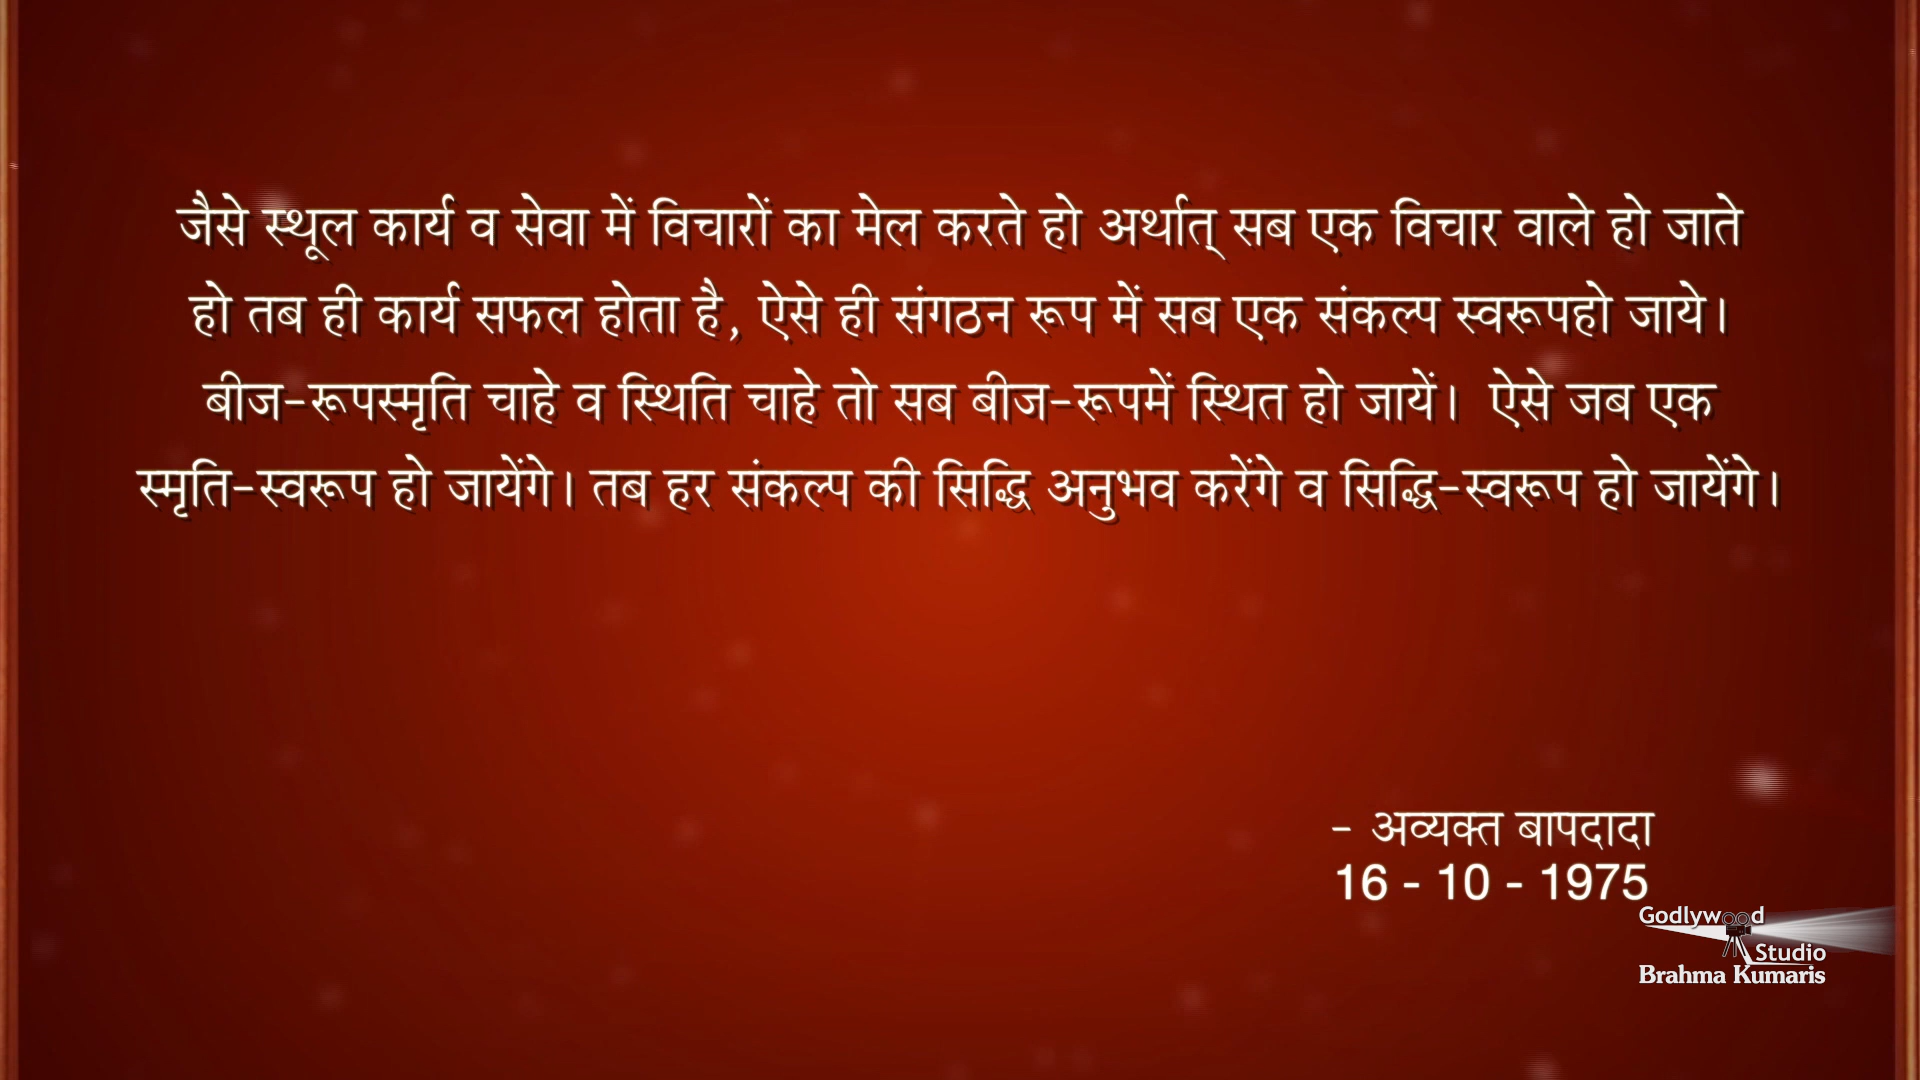 जैसे स्थूल कार्य व सेवा में विचारों का मेल करते हो अर्थात् सब एक विचार वाले हो जाते
हो तब ही कार्य सफल होता है, ऐसे ही संगठन रूप में सब एक संकल्प स्वरूपहो जाये।
बीज-रूपस्मृति चाहे व स्थिति चाहे तो सब बीज-रूपमें स्थित हो जायें। ऐसे जब एक
स्मृति-स्वरूप हो जायेंगे। तब हर संकल्प की सिद्धि अनुभव करेंगे व सिद्धि-स्वरूप हो जायेंगे।
- अव्यक्त बापदादा
16 - 10 - 1975
Godlywood
Studio
Brahma Kumaris